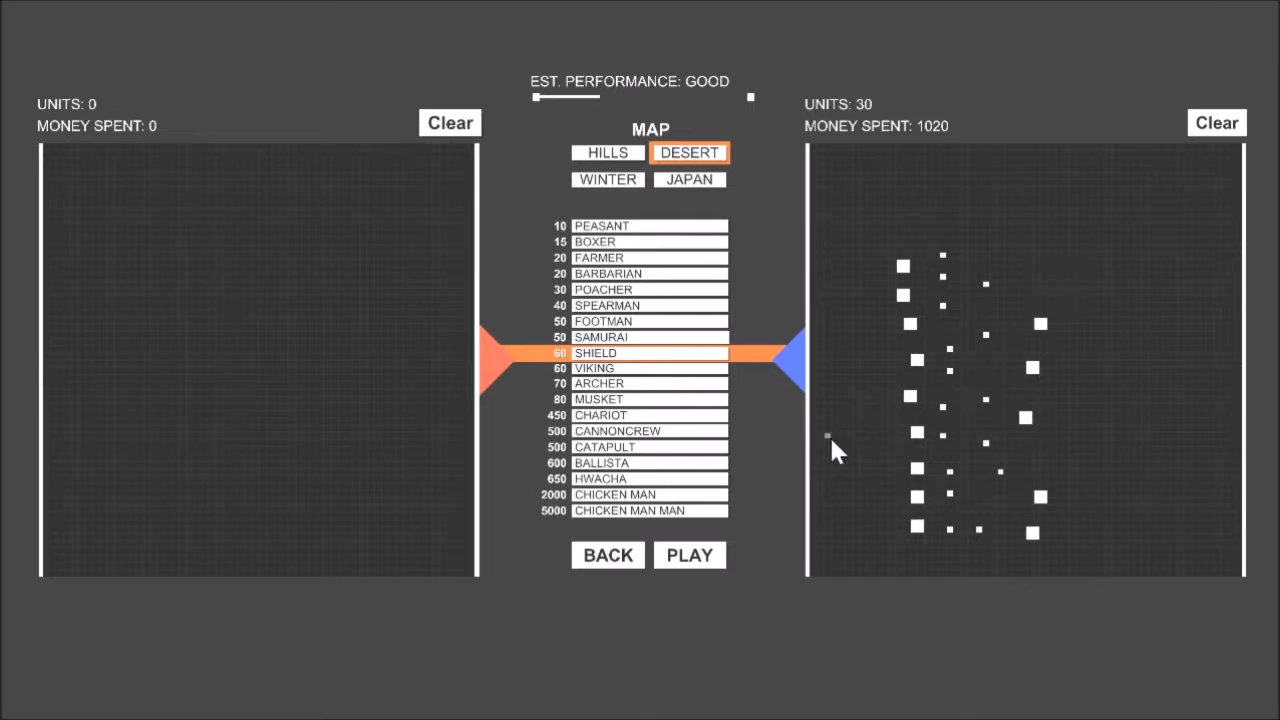 EST. PERFORMANCE: GOOD
UNITS: 0
MONEY SPENT: 0
Clear
UNITS: 30
MONEY SPENT: 1020
Clear
MAP
HILLS DESERT
WINTER JAPAN
10 PEASANT
15 BOXER
20 FARMER
20 BARBARIAN
30 POACHER
40 SPEARMAN
50 FOOTMAN
50 SAMURAI
60 SHIELD
60 VIKING
70 ARCHER
80 MUSKET
450 CHARIOT
500 CANNONCREW
500 CATAPULT
600 BALLISTA
650 HWACHA
2000 CHICKEN MAN
5000 CHICKEN MAN MAN
BACK PLAY